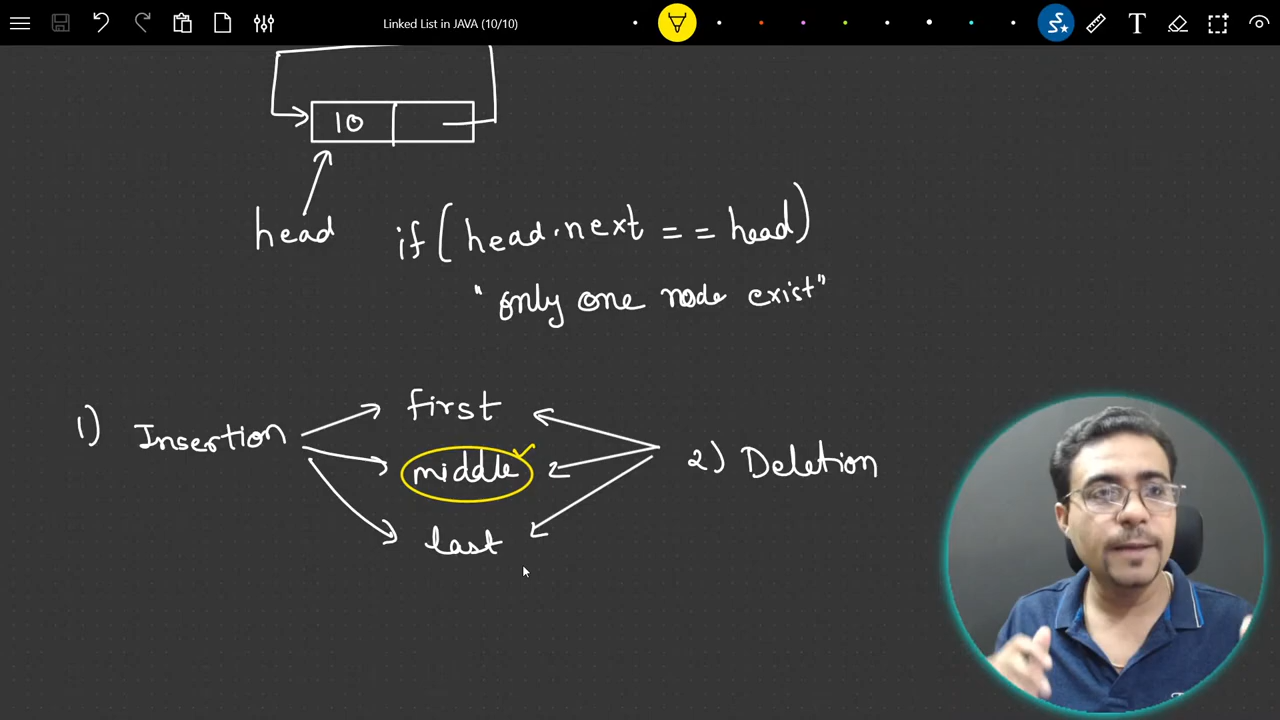 Linked List in JAVA (10/10)
T
10
head
if (head.next == head)
"only one node exist"
first
1) Insertion
middle
2) Deletion
last